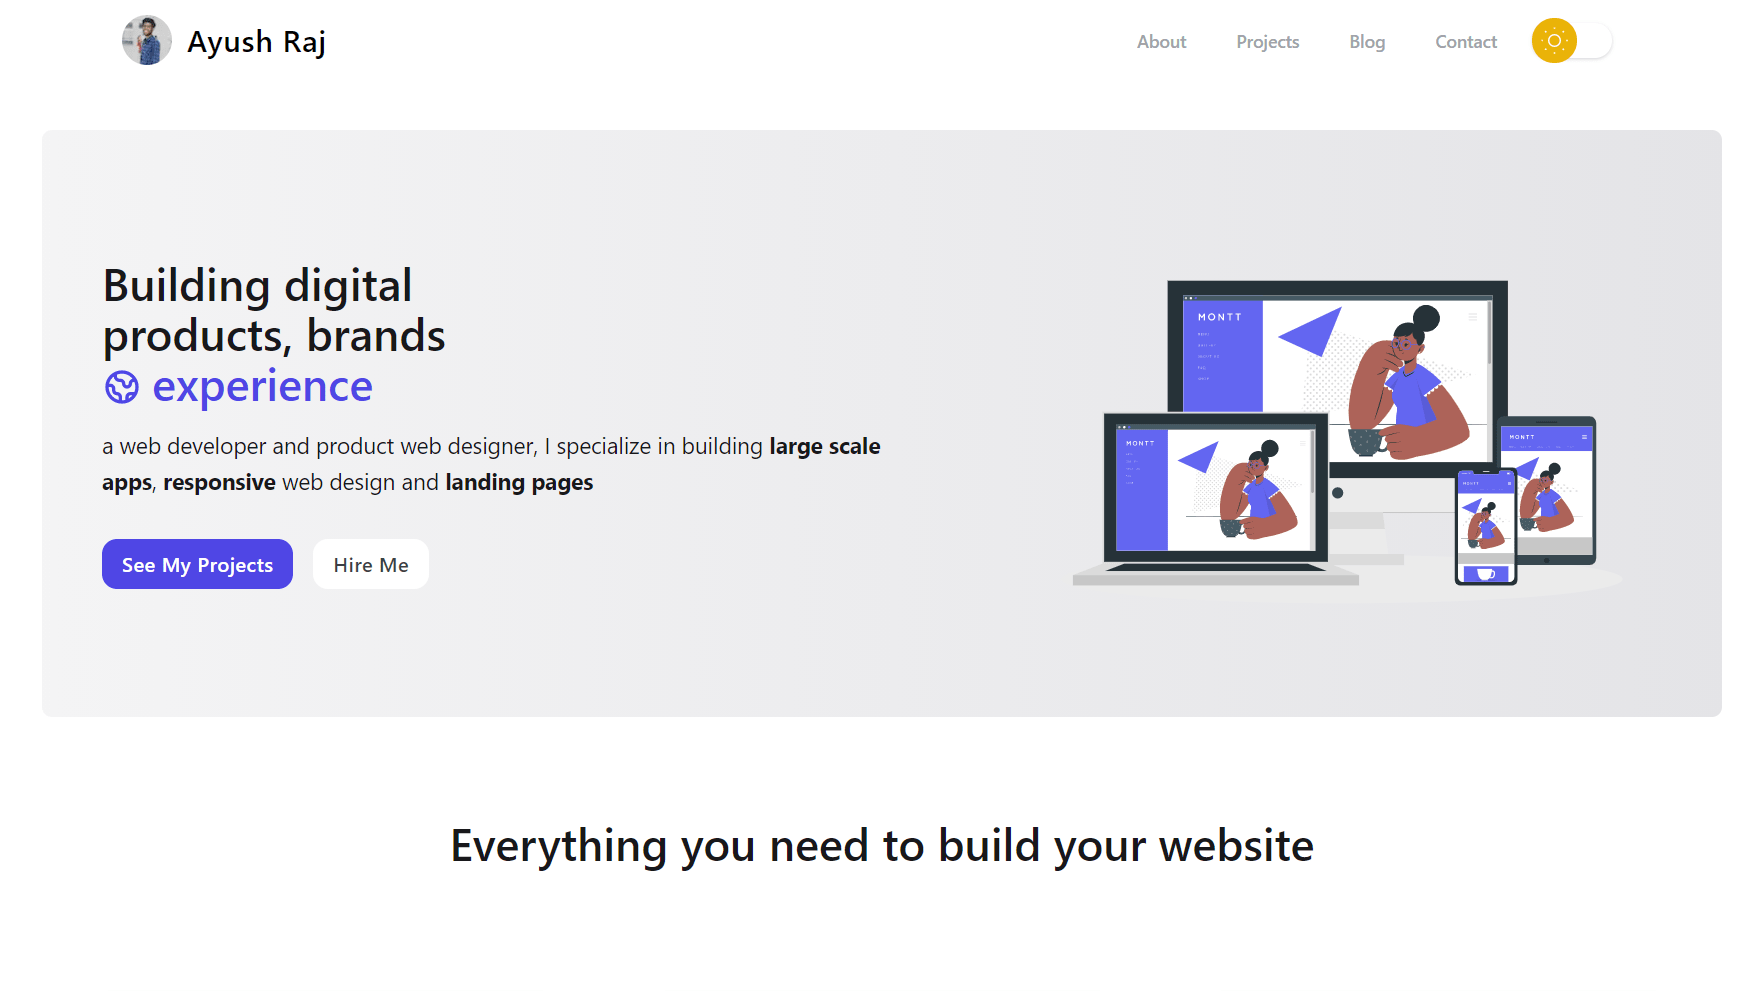 Ayush Raj
About
Projects
Blog
Contact
Building digital
products, brands
experience
a web developer and product web designer, I specialize in building large scale
apps, responsive web design and landing pages
See My Projects
Hire Me
MONTT
MONTT
MONTT
MONTT
Everything you need to build your website